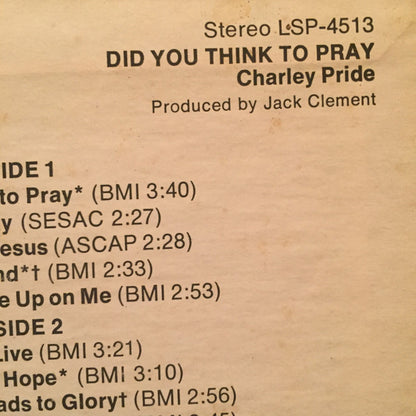 Stereo LSP-4513
DID YOU THINK TO PRAY
Charley Pride
Produced by Jack Clement
IDE 1
to Pray* (BMI 3:40)
y (SESAC 2:27)
esus (ASCAP 2:28)
nd*† (BMI 2:33)
e Up on Me (BMI 2:53)
SIDE 2
Live (BMI 3:21)
Hope* (BMI 3:10)
ads to Glory† (BMI 2:56)